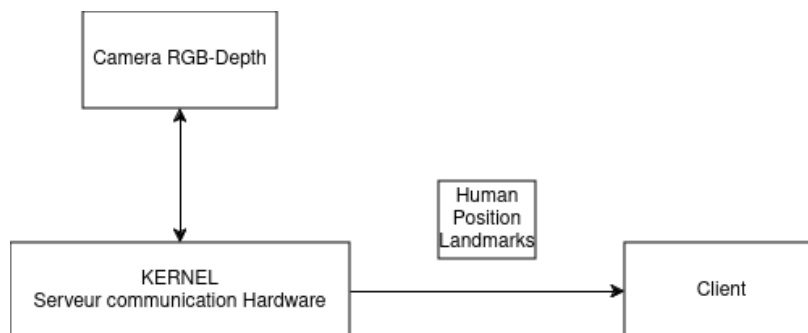 Camera RGB-Depth
Human
Position
Landmarks
KERNEL
Serveur communication Hardware
Client